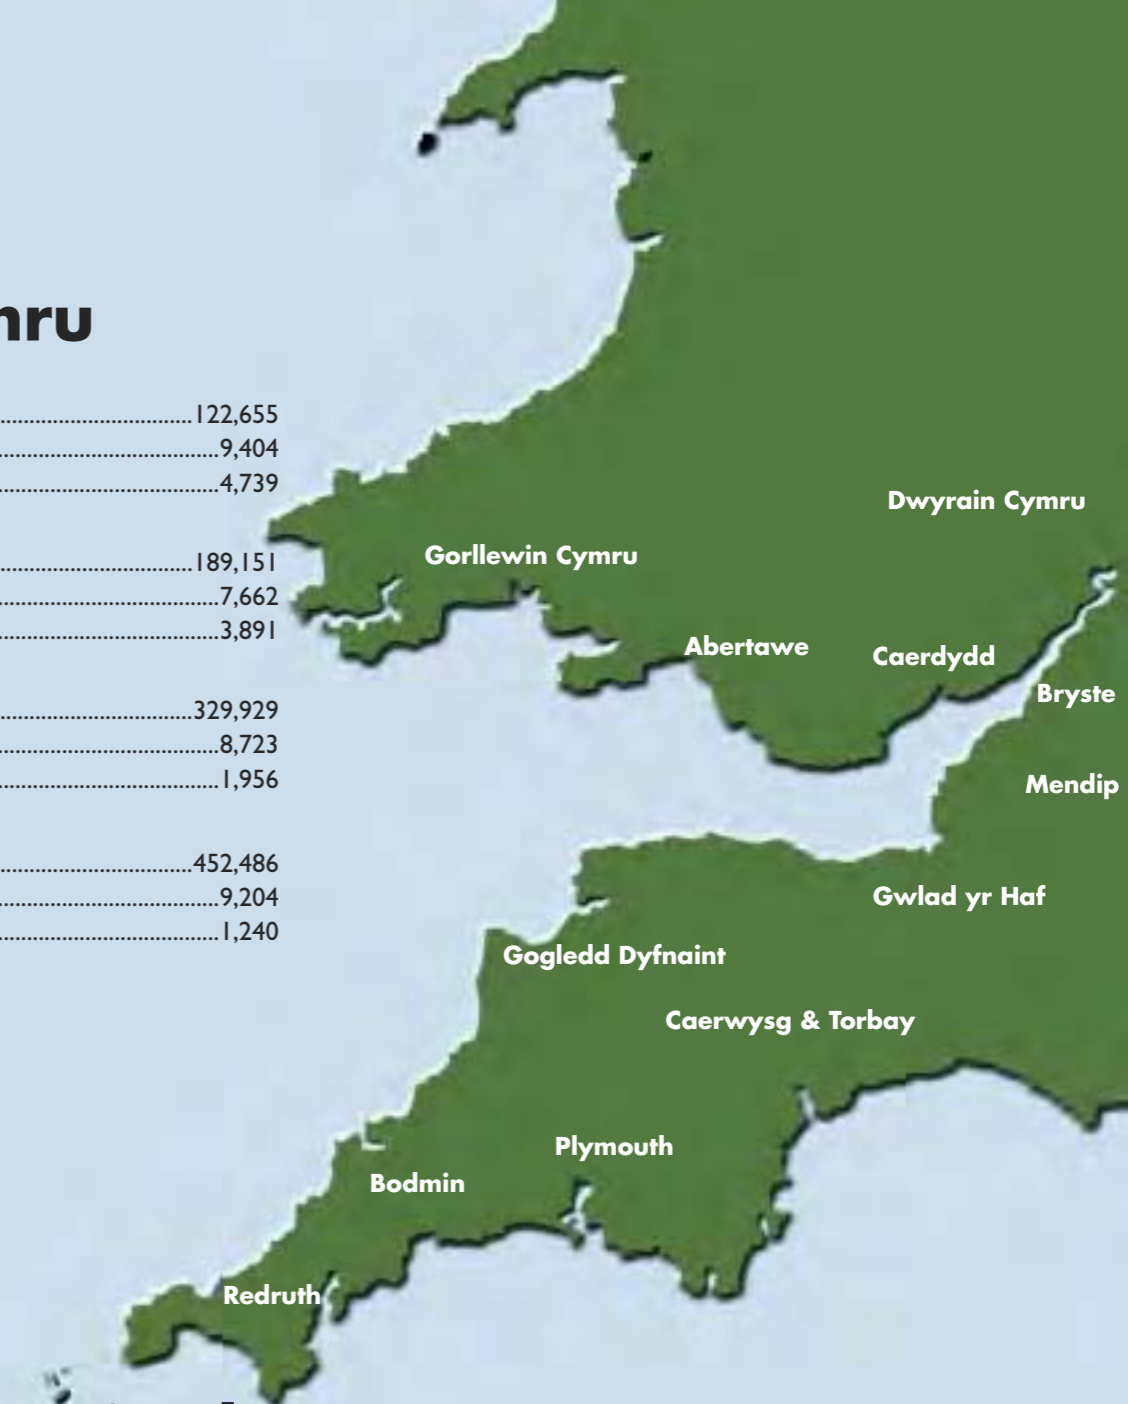 mru
122,655
9,404
4,739
189,151
7,662
3,891
329,929
8,723
1,956
452,486
9,204
1,240
Dwyrain Cymru
Gorllewin Cymru
Abertawe
Caerdydd
Bryste
Mendip
Gwlad yr Haf
Gogledd Dyfnaint
Caerwysg & Torbay
Plymouth
Bodmin
Redruth